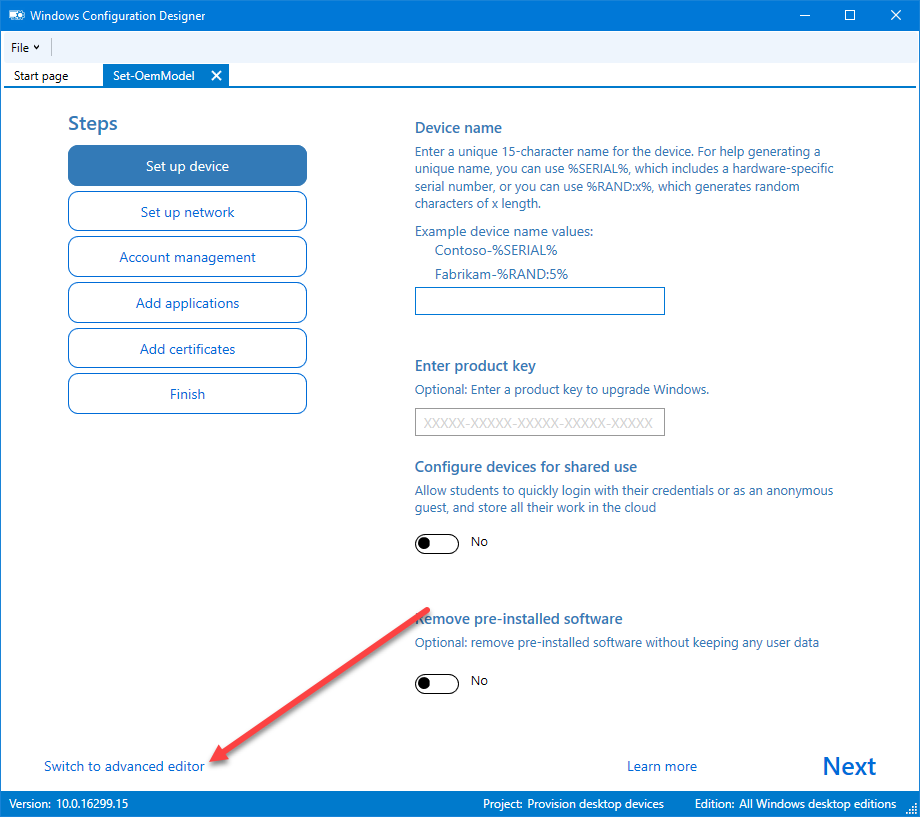 Windows Configuration Designer
File
Start page
Set-OemModel
Steps
Set up device
Set up network
Account management
Add applications
Add certificates
Finish
Device name
Enter a unique 15-character name for the device. For help generating a
unique name, you can use %SERIAL%, which includes a hardware-specific
serial number, or you can use %RAND:x%, which generates random
characters of x length.
Example device name values:
Contoso-%SERIAL%
Fabrikam-%RAND:5%
Enter product key
Optional: Enter a product key to upgrade Windows.
XXXXX-XXXXX-XXXXX-XXXXX-XXXXX
Configure devices for shared use
Allow students to quickly login with their credentials or as an anonymous
guest, and store all their work in the cloud
No
Remove pre-installed software
Optional: remove pre-installed software without keeping any user data
No
Switch to advanced editor
Learn more
Next
Version: 10.0.16299.15
Project: Provision desktop devices
Edition: All Windows desktop editions